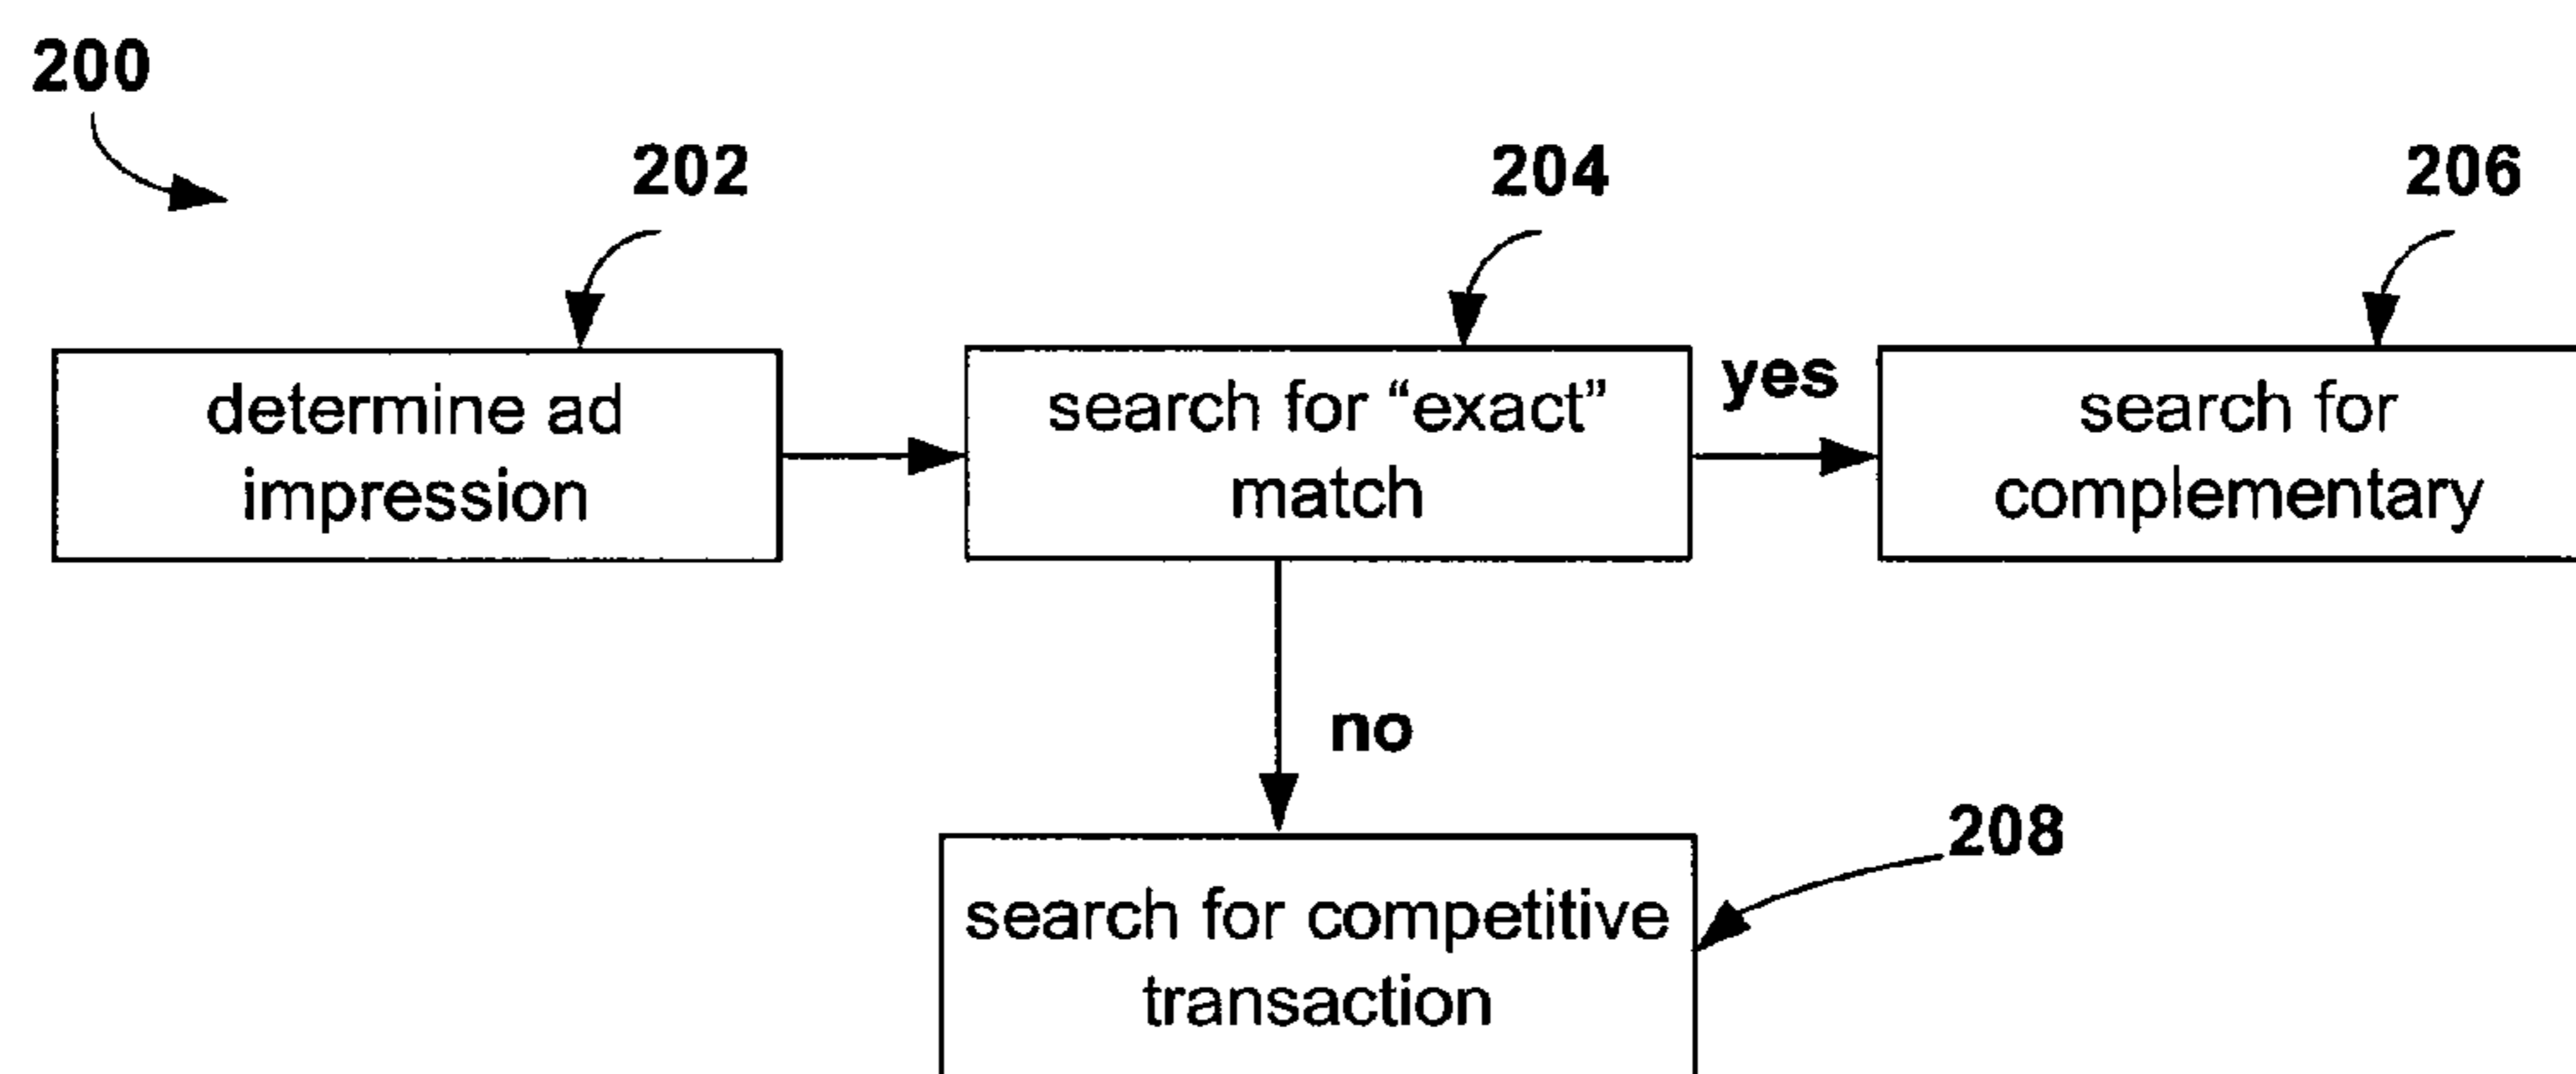 200
202
204
206
determine ad
impression
search for “exact”
match
yes
search for
complementary
no
208
search for competitive
transaction